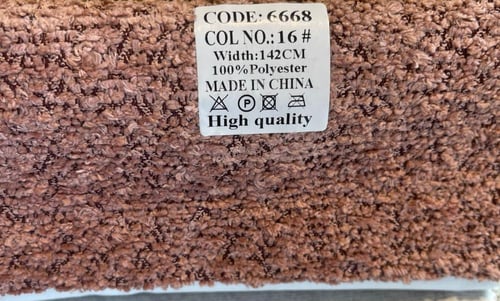 CODE: 6668
COL NO.:16 #
Width:142CM
100%Polyester
MADE IN CHINA
P
High quality